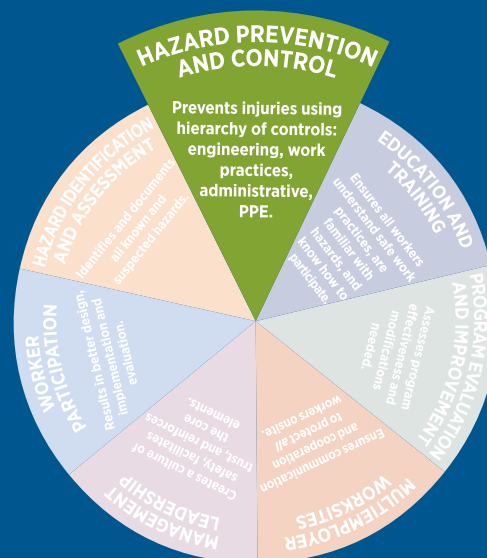 HAZARD PREVENTION
AND CONTROL
Prevents injuries using
hierarchy of controls:
engineering, work
practices,
administrative,
PPE.
EDUCATION AND
TRAINING
Ensures all workers
understand safe work
practices, are
familiar with
hazards, and
know how to
participate.
PROGRAM EVALUATION
AND IMPROVEMENT
Assesses program
effectiveness and
modifications
needed.
MULTIEMPLOYER
WORKSITES
Ensures communication
and cooperation
to protect all
workers onsite.
MANAGEMENT
LEADERSHIP
Creates a culture of
safety, facilitates
trust, and reinforces
the core
elements.
WORKER
PARTICIPATION
Results in better design,
implementation and
evaluation.
HAZARD IDENTIFICATION
AND ASSESSMENT
Identifies and documents
all known and
suspected hazards.